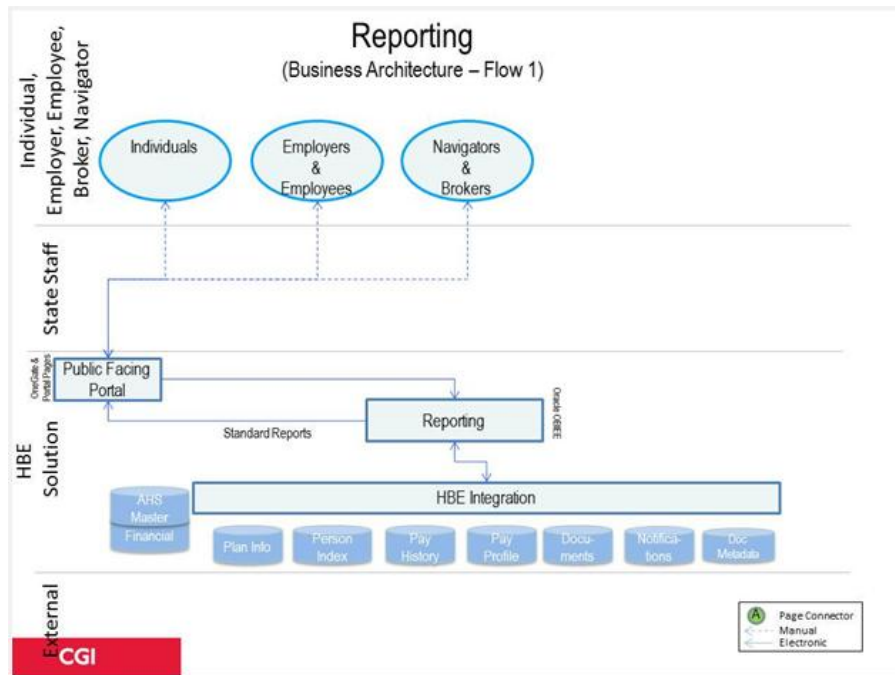 Reporting
(Business Architecture – Flow 1)
Individual,
Employer, Employee,
Broker, Navigator
Individuals
Employers
&
Employees
Navigators
&
Brokers
State Staff
OneGate &
Portal Pages
Public Facing
Portal
Reporting
Oracle OBIEE
Standard Reports
HBE
Solution
HBE Integration
AHS
Master
Financial
Plan Info
Person
Index
Pay
History
Pay
Profile
Docu-
ments
Notifica-
tions
Doc
Metadata
External
A
Page Connector
Manual
Electronic
CGI